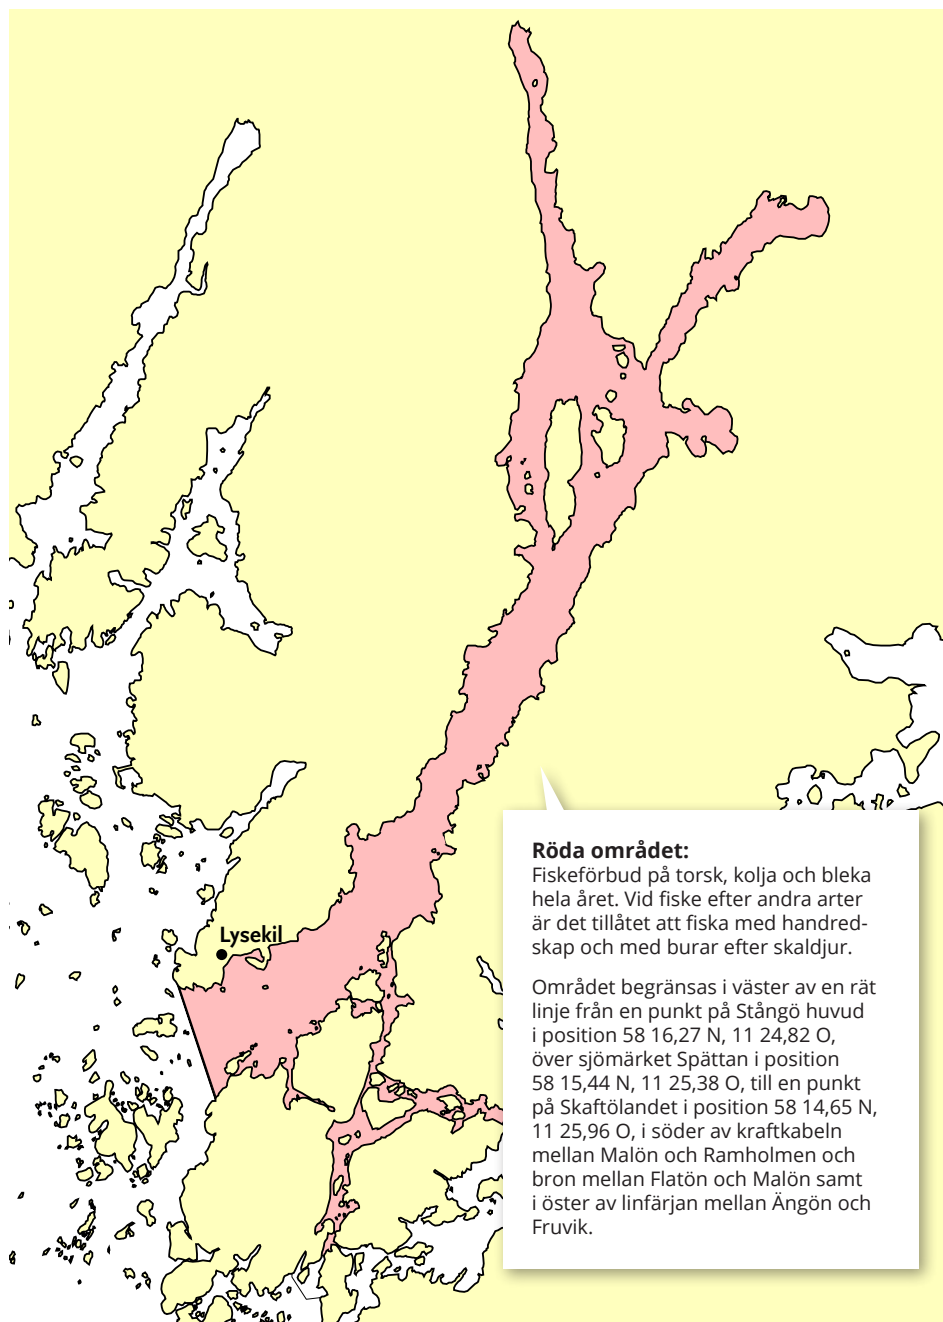 Röda området:
Fiskeförbud på torsk, kolja och bleka
hela året. Vid fiske efter andra arter
är det tillåtet att fiska med handred-
skap och med burar efter skaldjur.
Området begränsas i väster av en rät
linje från en punkt på Stångö huvud
i position 58 16,27 N, 11 24,82 O,
över sjömärket Spättan i position
58 15,44 N, 11 25,38 O, till en punkt
på Skaftölandet i position 58 14,65 N,
11 25,96 O, i söder av kraftkabeln
mellan Malön och Ramholmen och
bron mellan Flatön och Malön samt
i öster av linfärjan mellan Ängön och
Fruvik.
Lysekil